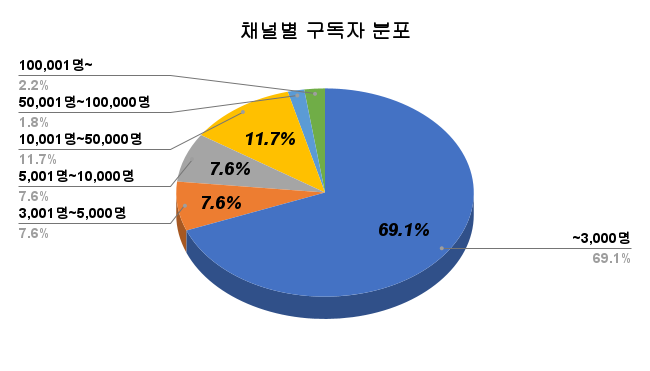 채널별 구독자 분포
100,001명~
2.2%
50,001명~100,000명
1.8%
10,001명~50,000명
11.7%
5,001명~10,000명
7.6%
3,001명~5,000명
7.6%
11.7%
7.6%
7.6%
69.1%
~3,000명
69.1%